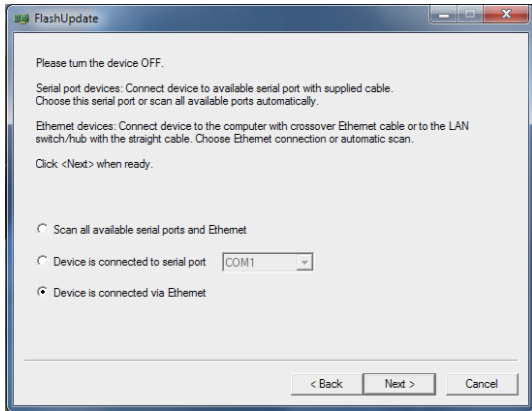 FlashUpdate
Please turn the device OFF.
Serial port devices: Connect device to available serial port with supplied cable.
Choose this serial port or scan all available ports automatically.
Ethernet devices: Connect device to the computer with crossover Ethernet cable or to the LAN
switch/hub with the straight cable. Choose Ethernet connection or automatic scan.
Click <Next> when ready.
Scan all available serial ports and Ethernet
Device is connected to serial port COM1
Device is connected via Ethernet
< Back Next > Cancel